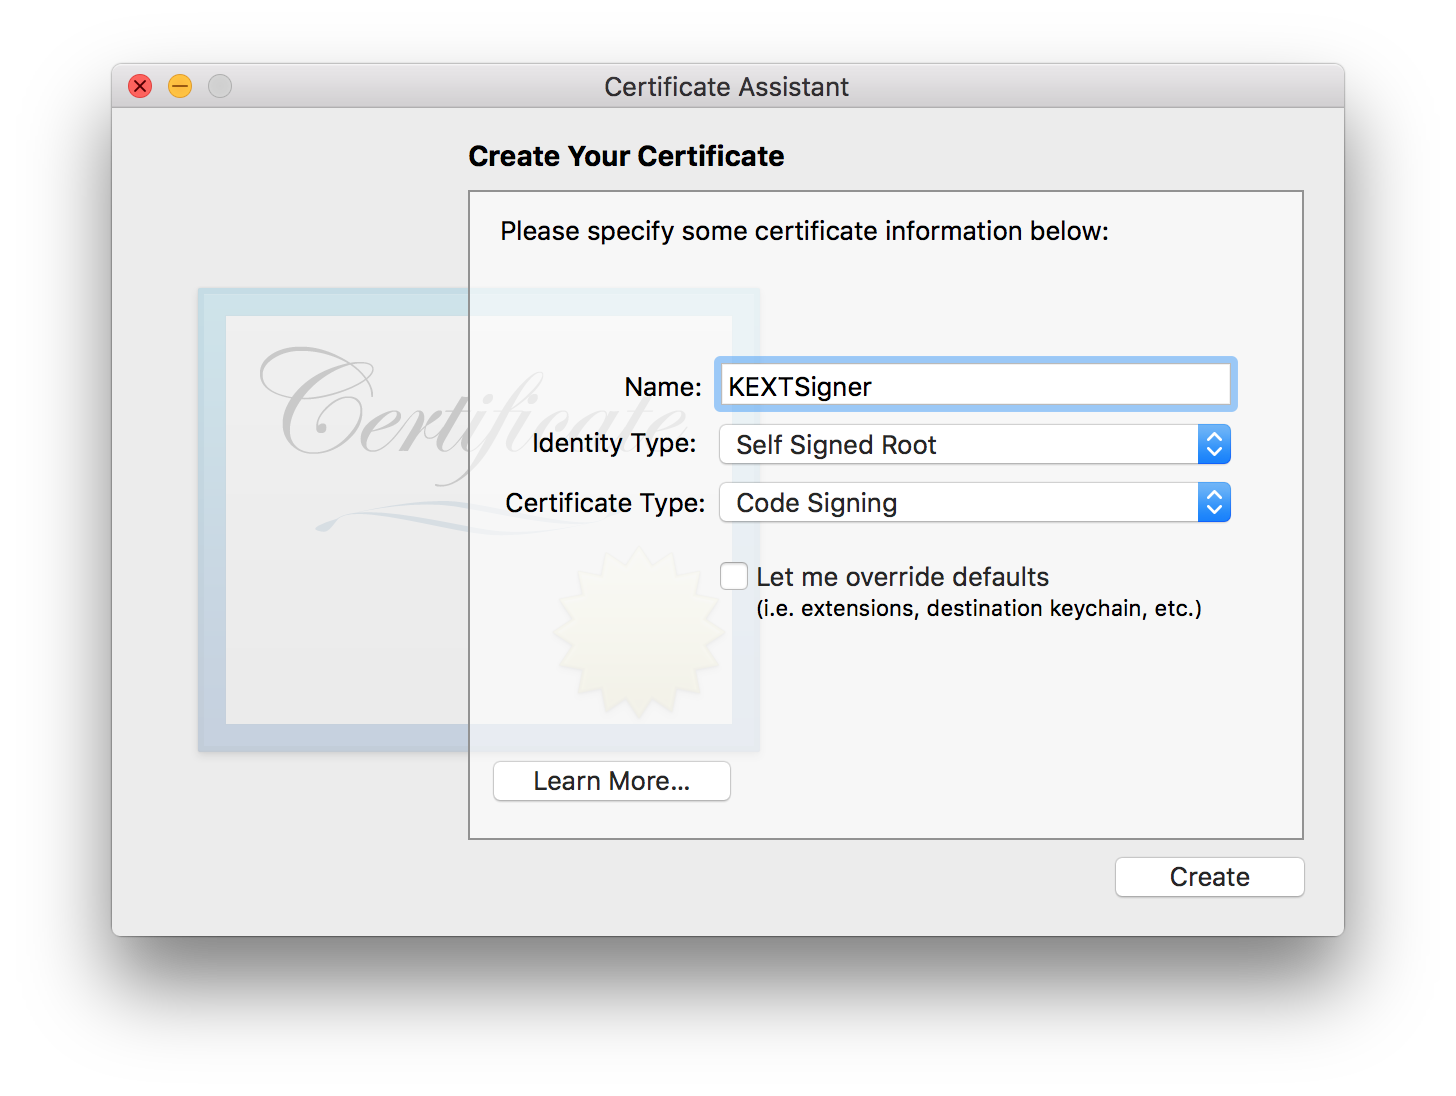 Certificate Assistant
Create Your Certificate
Please specify some certificate information below:
Certificate
Name: KEXTSigner
Identity Type: Self Signed Root
Certificate Type: Code Signing
Let me override defaults
(i.e. extensions, destination keychain, etc.)
Learn More...
Create